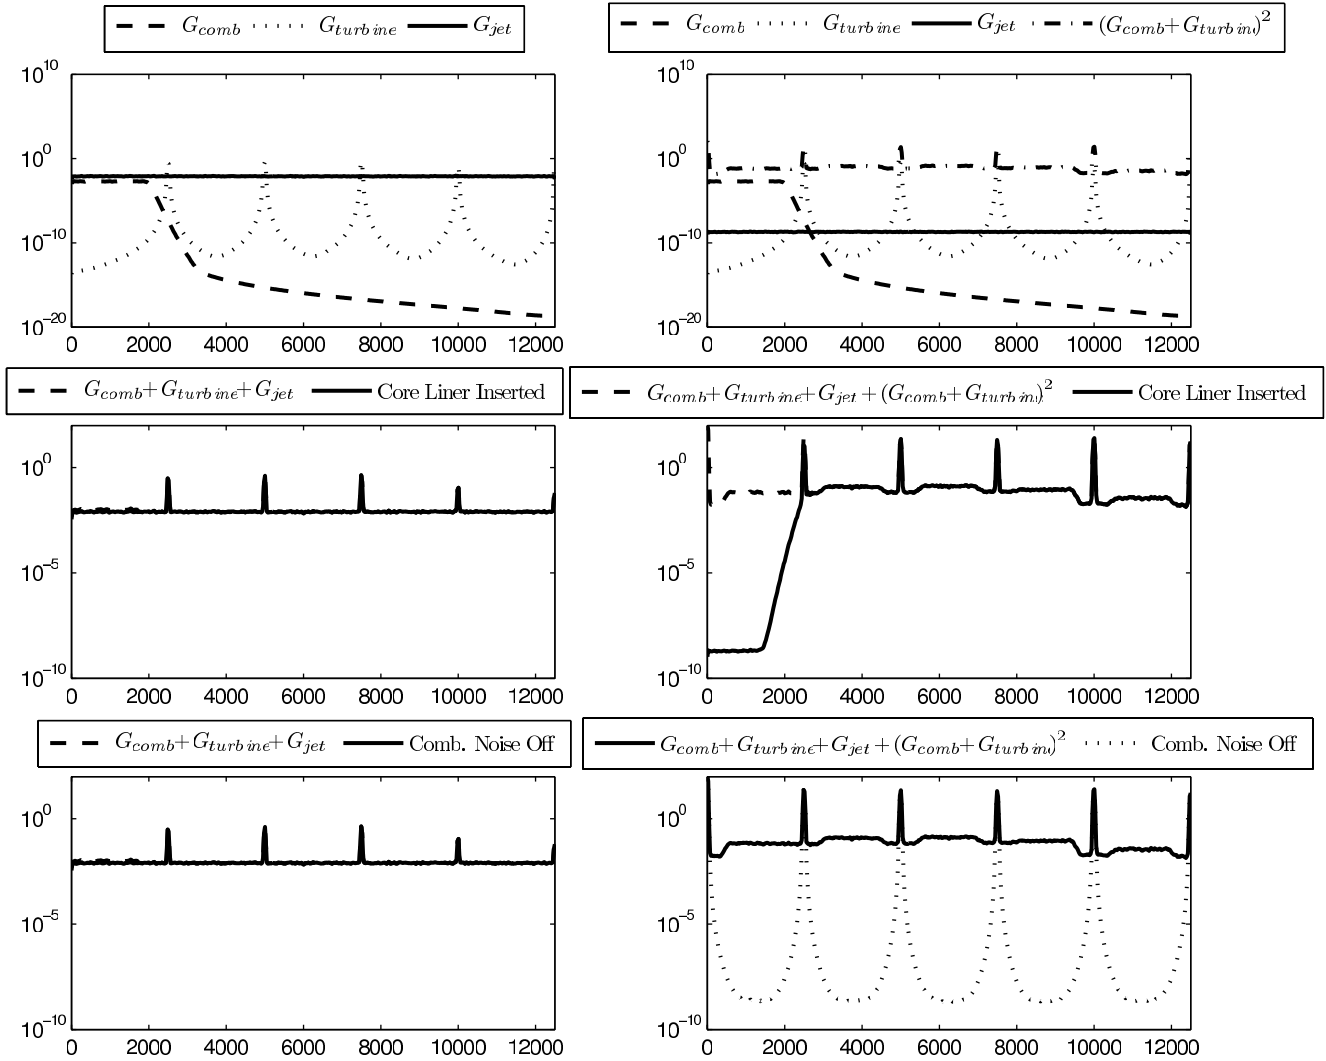 G_comb G_turbine G_jet
G_comb G_turbine G_jet (G_comb+G_turbin)^2
10^10
10^0
10^−10
10^−20
0 2000 4000 6000 8000 10000 12000
10^10
10^0
10^−10
10^−20
0 2000 4000 6000 8000 10000 12000
G_comb+G_turbine+G_jet Core Liner Inserted
G_comb+G_turbine+G_jet+(G_comb+G_turbin)^2 Core Liner Inserted
10^0
10^−5
10^−10
0 2000 4000 6000 8000 10000 12000
10^0
10^−5
10^−10
0 2000 4000 6000 8000 10000 12000
G_comb+G_turbine+G_jet Comb. Noise Off
G_comb+G_turbine+G_jet+(G_comb+G_turbin)^2 Comb. Noise Off
10^0
10^−5
10^−10
0 2000 4000 6000 8000 10000 12000
10^0
10^−5
10^−10
0 2000 4000 6000 8000 10000 12000